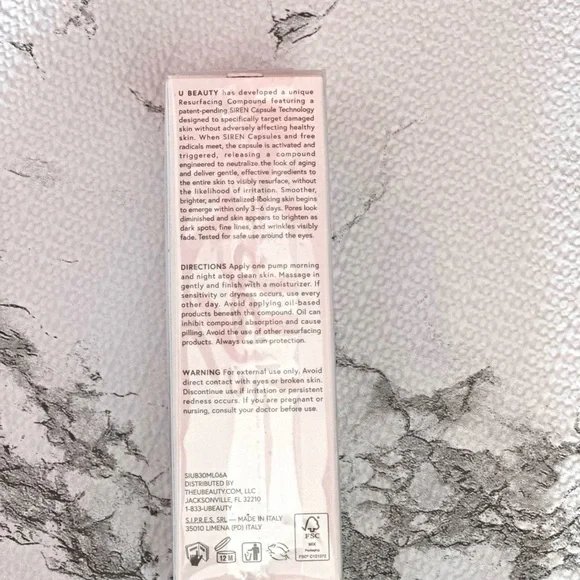 U BEAUTY has developed a unique
Resurfacing Compound featuring a
patent-pending SIREN Capsule Technology
designed to specifically target damaged
skin without adversely affecting healthy
skin. When SIREN Capsules and free
radicals meet, the capsule is activated and
triggered, releasing a compound
engineered to neutralize the look of aging
and deliver gentle, effective ingredients to
the entire skin to visibly resurface, without
the likelihood of irritation. Smoother,
brighter, and revitalized-looking skin begins
to emerge within only 3–6 days. Pores look
diminished and skin appears to brighten as
dark spots, fine lines, and wrinkles visibly
fade. Tested for safe use around the eyes.
DIRECTIONS Apply one pump morning
and night atop clean skin. Massage in
gently and finish with a moisturizer. If
sensitivity or dryness occurs, use every
other day. Avoid applying oil-based
products beneath the compound. Oil can
inhibit compound absorption and cause
pilling. Avoid the use of other resurfacing
products. Always use sun protection.
WARNING For external use only. Avoid
direct contact with eyes or broken skin.
Discontinue use if irritation or persistent
redness occurs. If you are pregnant or
nursing, consult your doctor before use.
SIUB30ML06A
DISTRIBUTED BY
THEUBEAUTY.COM, LLC
JACKSONVILLE, FL 32210
1-833-UBEAUTY
S.I.P.RE.S. SRL — MADE IN ITALY
35010 LIMENA (PD) ITALY
12 M
FSC
MIX
Packaging